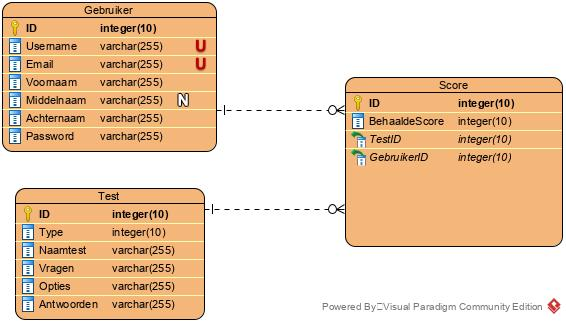 Gebruiker
ID integer(10)
Username varchar(255) U
Email varchar(255) U
Voornaam varchar(255)
Middelnaam varchar(255) N
Achternaam varchar(255)
Password varchar(255)
Score
ID integer(10)
BehaaldeScore integer(10)
TestID integer(10)
GebruikerID integer(10)
Test
ID integer(10)
Type integer(10)
Naamtest varchar(255)
Vragen varchar(255)
Opties varchar(255)
Antwoorden varchar(255)
Powered By Visual Paradigm Community Edition